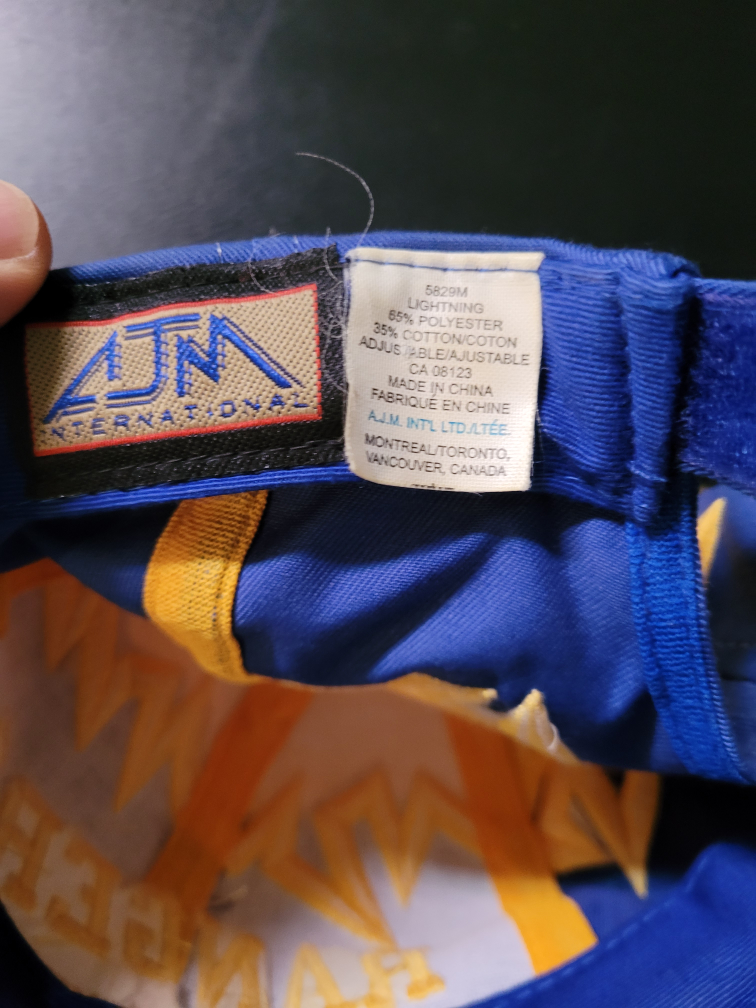 AJM
INTERNATIONAL
5829M
LIGHTNING
65% POLYESTER
35% COTTON/COTON
ADJUSTABLE/AJUSTABLE
CA 08123
MADE IN CHINA
FABRIQUÉ EN CHINE
A.J.M. INT'L LTD./LTÉE.
MONTREAL/TORONTO,
VANCOUVER, CANADA